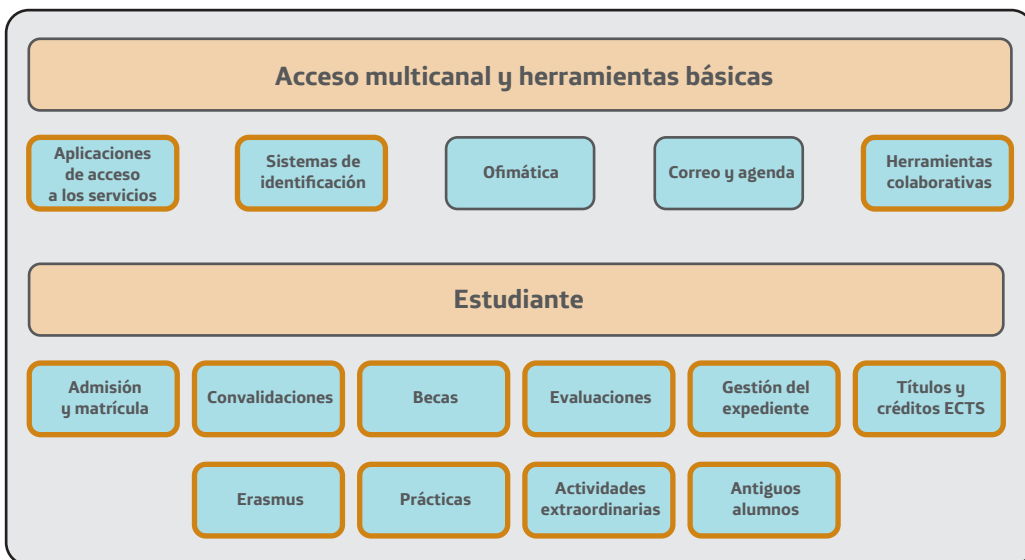 Acceso multicanal y herramientas básicas
Aplicaciones
de acceso
a los servicios
Sistemas de
identificación
Ofimática
Correo y agenda
Herramientas
colaborativas
Estudiante
Admisión
y matrícula
Convalidaciones
Becas
Evaluaciones
Gestión del
expediente
Títulos y
créditos ECTS
Erasmus
Prácticas
Actividades
extraordinarias
Antiguos
alumnos